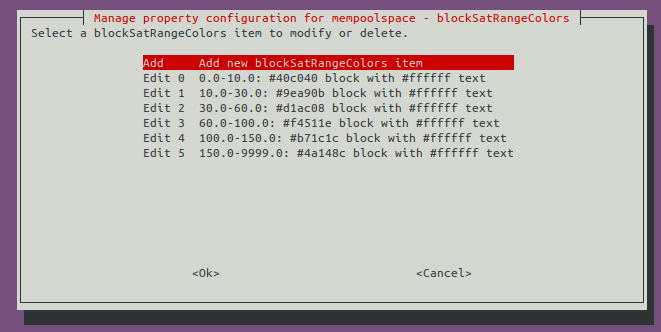 Manage property configuration for mempoolspace - blockSatRangeColors
Select a blockSatRangeColors item to modify or delete.
Add Add new blockSatRangeColors item
Edit 0 0.0-10.0: #40c040 block with #ffffff text
Edit 1 10.0-30.0: #9ea90b block with #ffffff text
Edit 2 30.0-60.0: #d1ac08 block with #ffffff text
Edit 3 60.0-100.0: #f4511e block with #ffffff text
Edit 4 100.0-150.0: #b71c1c block with #ffffff text
Edit 5 150.0-9999.0: #4a148c block with #ffffff text
<Ok> <Cancel>